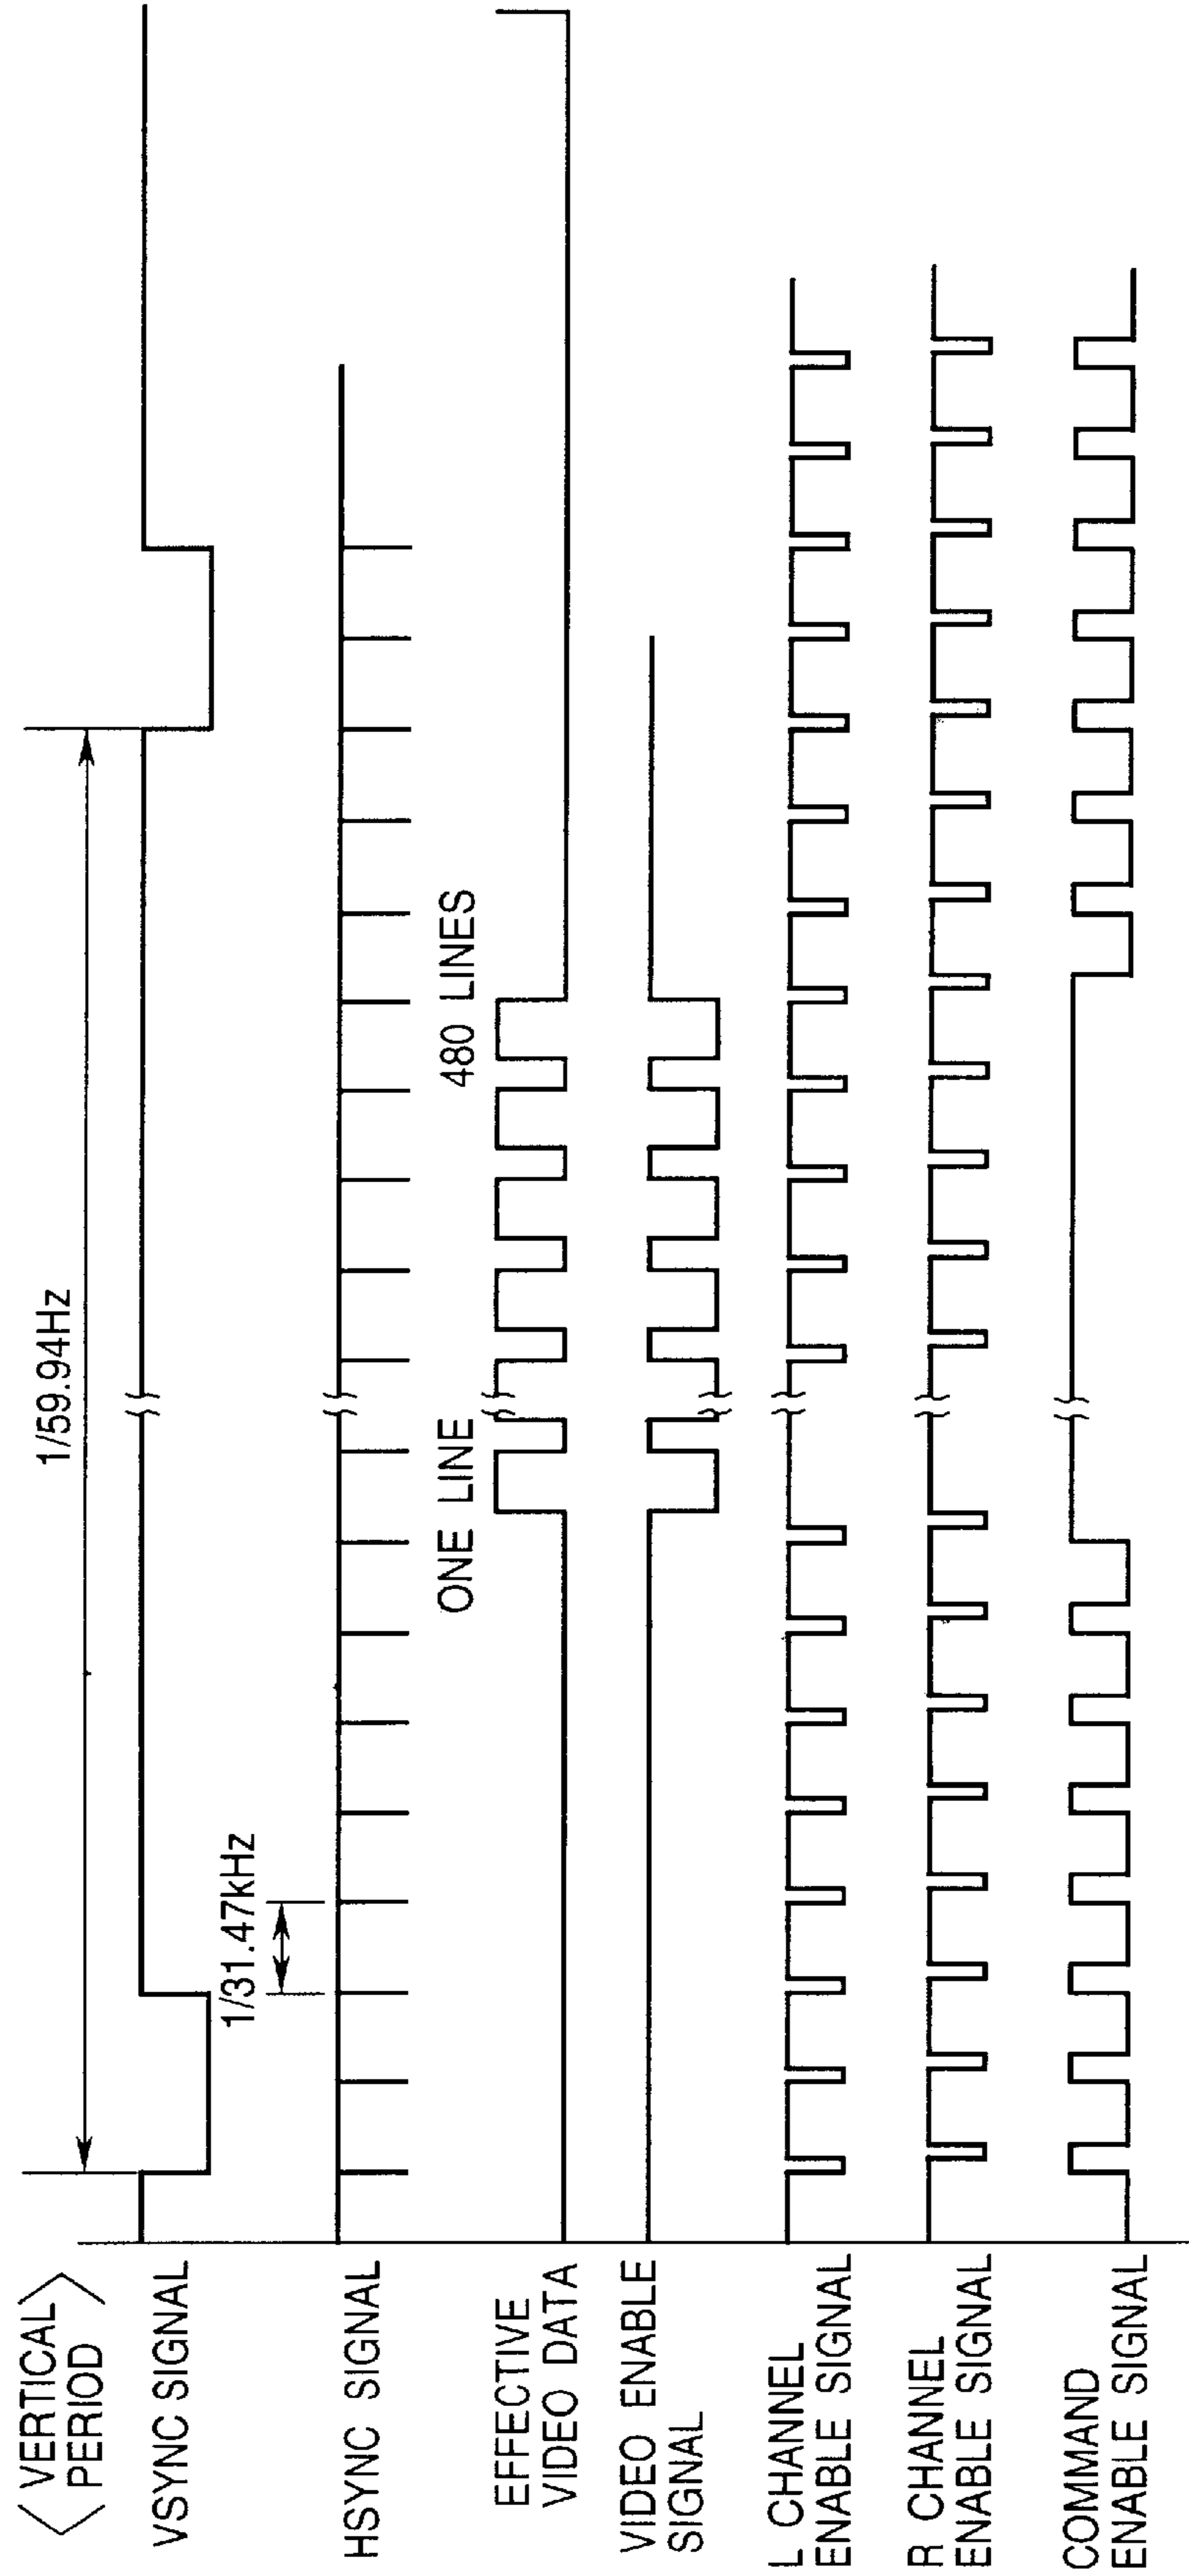 < VERTICAL >
PERIOD
1/59.94Hz
VSYNC SIGNAL
1/31.47kHz
HSYNC SIGNAL
ONE LINE
480 LINES
EFFECTIVE
VIDEO DATA
VIDEO ENABLE
SIGNAL
L CHANNEL
ENABLE SIGNAL
R CHANNEL
ENABLE SIGNAL
COMMAND
ENABLE SIGNAL